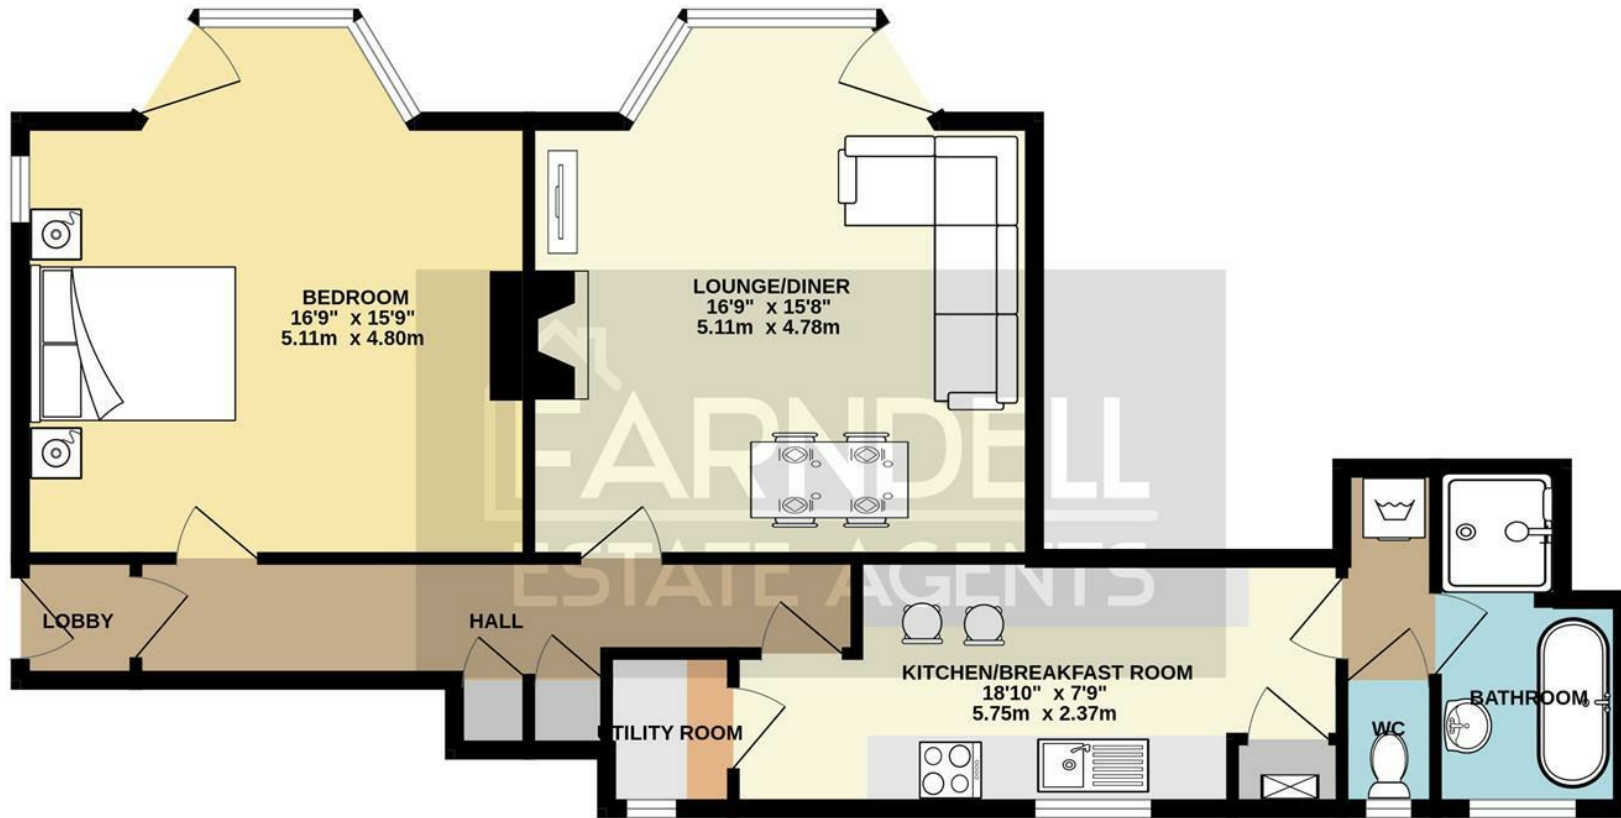 BEDROOM
16'9" x 15'9"
5.11m x 4.80m
LOUNGE/DINER
16'9" x 15'8"
5.11m x 4.78m
FARNDELL
ESTATE AGENTS
LOBBY
HALL
KITCHEN/BREAKFAST ROOM
18'10" x 7'9"
5.75m x 2.37m
UTILITY ROOM
WC
BATHROOM